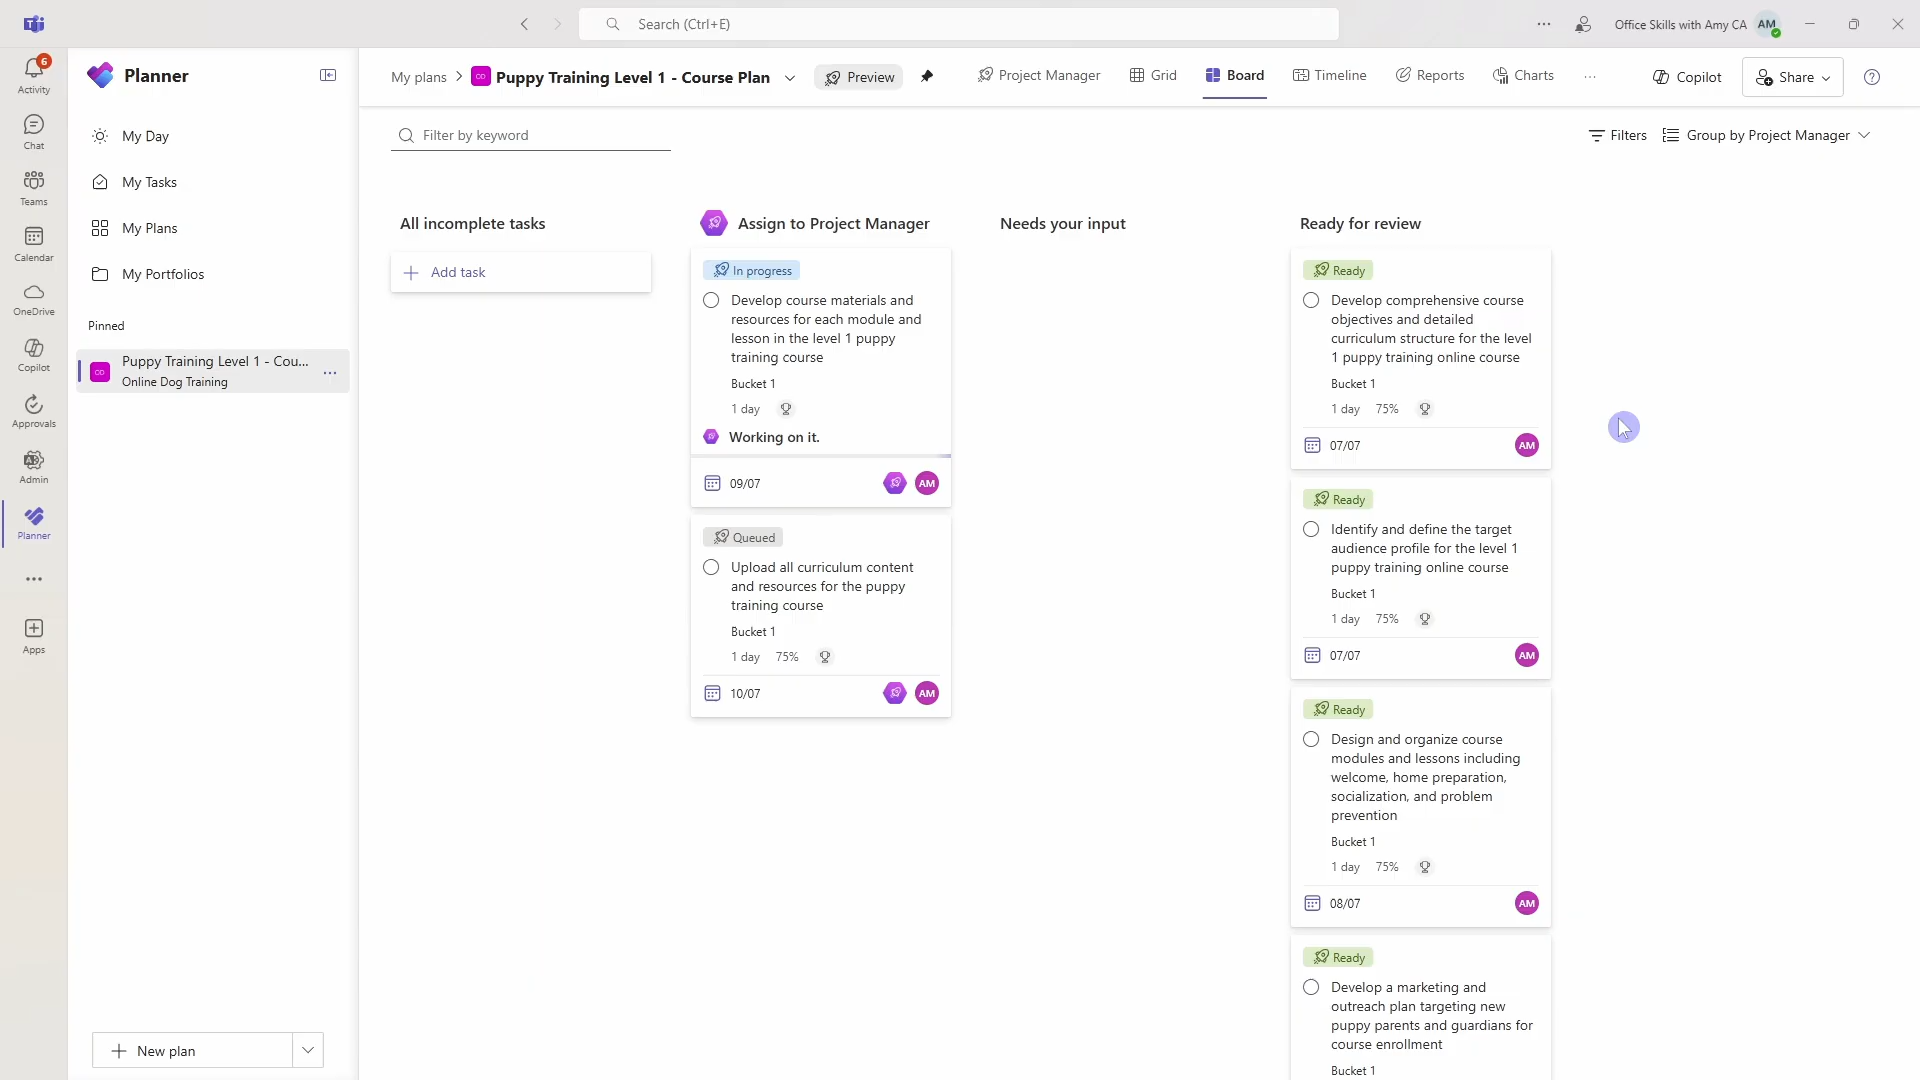 Search (Ctrl+E)
Office Skills with Amy CA
AM
6
Activity
Chat
Teams
Calendar
OneDrive
Copilot
Approvals
Admin
Planner
Apps
Planner
My Day
My Tasks
My Plans
My Portfolios
Pinned
Puppy Training Level 1 - Cou...
Online Dog Training
New plan
My plans
Puppy Training Level 1 - Course Plan
Preview
Project Manager
Grid
Board
Timeline
Reports
Charts
Copilot
Share
Filter by keyword
Filters
Group by Project Manager
All incomplete tasks
Add task
Assign to Project Manager
In progress
Develop course materials and
resources for each module and
lesson in the level 1 puppy
training course
Bucket 1
1 day
Working on it.
09/07
AM
Queued
Upload all curriculum content
and resources for the puppy
training course
Bucket 1
1 day 75%
10/07
AM
Needs your input
Ready for review
Ready
Develop comprehensive course
objectives and detailed
curriculum structure for the level
1 puppy training online course
Bucket 1
1 day 75%
07/07
AM
Ready
Identify and define the target
audience profile for the level 1
puppy training online course
Bucket 1
1 day 75%
07/07
AM
Ready
Design and organize course
modules and lessons including
welcome, home preparation,
socialization, and problem
prevention
Bucket 1
1 day 75%
08/07
AM
Ready
Develop a marketing and
outreach plan targeting new
puppy parents and guardians for
course enrollment
Bucket 1